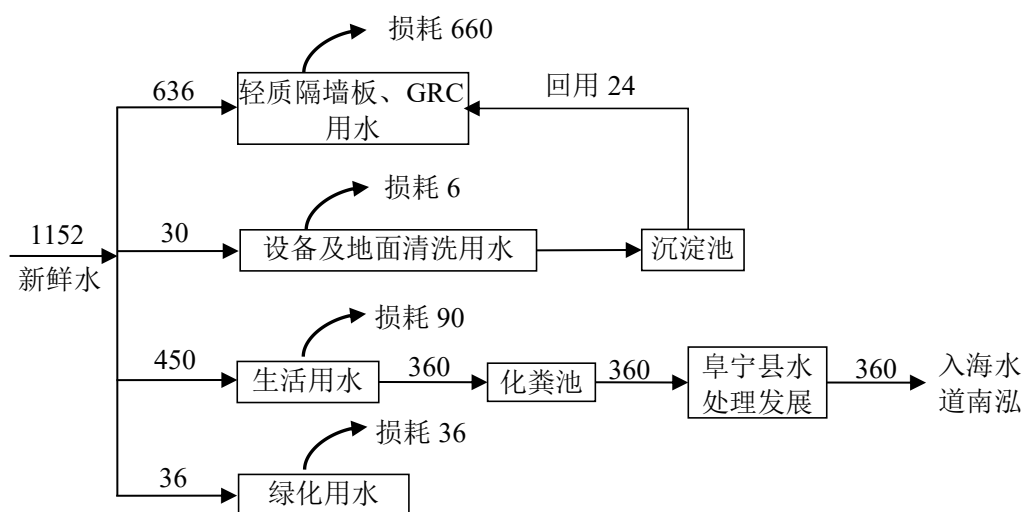 损耗 660
636
轻质隔墙板、GRC
用水
回用 24
损耗 6
1152
新鲜水
30
设备及地面清洗用水
沉淀池
损耗 90
450
生活用水
360
化粪池
360
阜宁县水
处理发展
360
入海水
道南泓
损耗 36
36
绿化用水